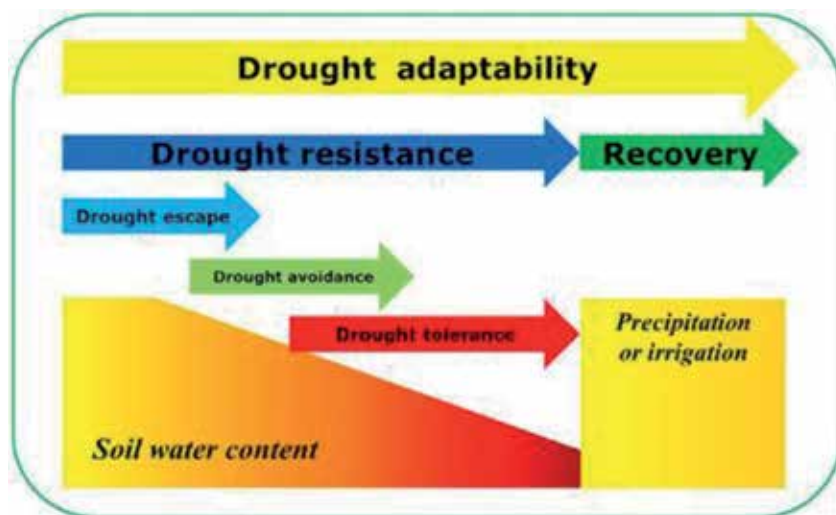 Drought adaptability
Drought resistance
Recovery
Drought escape
Drought avoidance
Drought tolerance
Precipitation
or irrigation
Soil water content